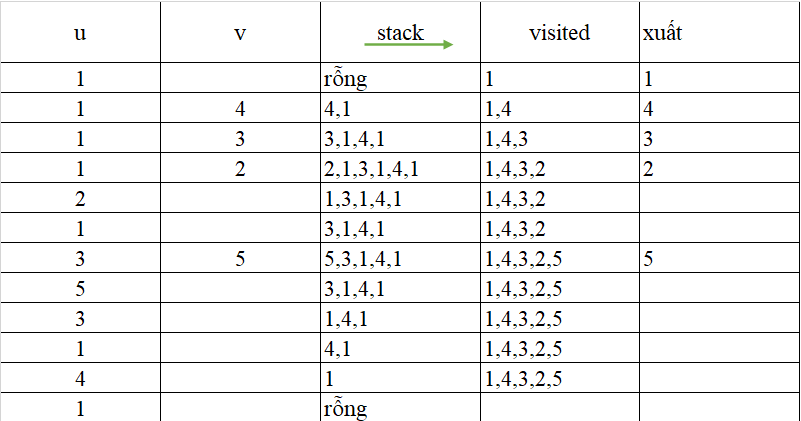 u v stack visited xuất
1 rỗng 1 1
1 4 4,1 1,4 4
1 3 3,1,4,1 1,4,3 3
1 2 2,1,3,1,4,1 1,4,3,2 2
2 1,3,1,4,1 1,4,3,2
1 3,1,4,1 1,4,3,2
3 5 5,3,1,4,1 1,4,3,2,5 5
5 3,1,4,1 1,4,3,2,5
3 1,4,1 1,4,3,2,5
1 4,1 1,4,3,2,5
4 1 1,4,3,2,5
1 rỗng